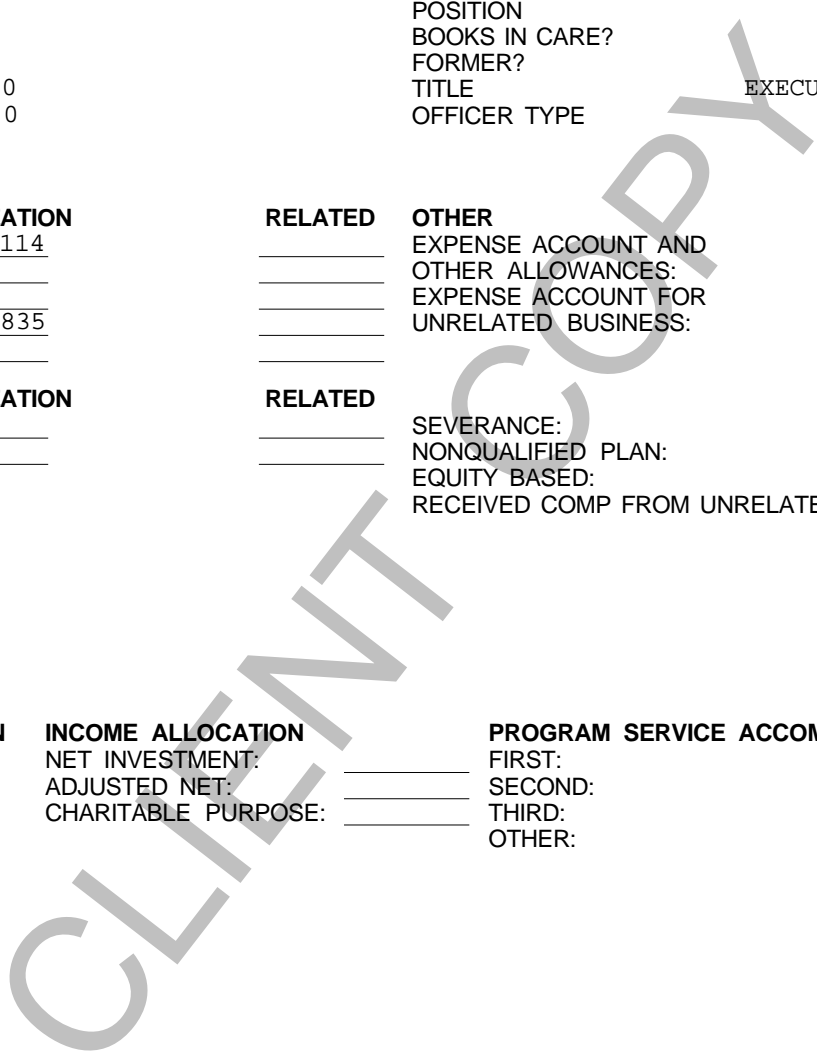 POSITION
BOOKS IN CARE?
FORMER?
0 TITLE EXECU
0 OFFICER TYPE
ATION RELATED OTHER
114 EXPENSE ACCOUNT AND
OTHER ALLOWANCES:
EXPENSE ACCOUNT FOR
835 UNRELATED BUSINESS:
ATION RELATED
SEVERANCE:
NONQUALIFIED PLAN:
EQUITY BASED:
RECEIVED COMP FROM UNRELATE
N INCOME ALLOCATION PROGRAM SERVICE ACCOM
NET INVESTMENT: FIRST:
ADJUSTED NET: SECOND:
CHARITABLE PURPOSE: THIRD:
OTHER:
CLIENT COPY